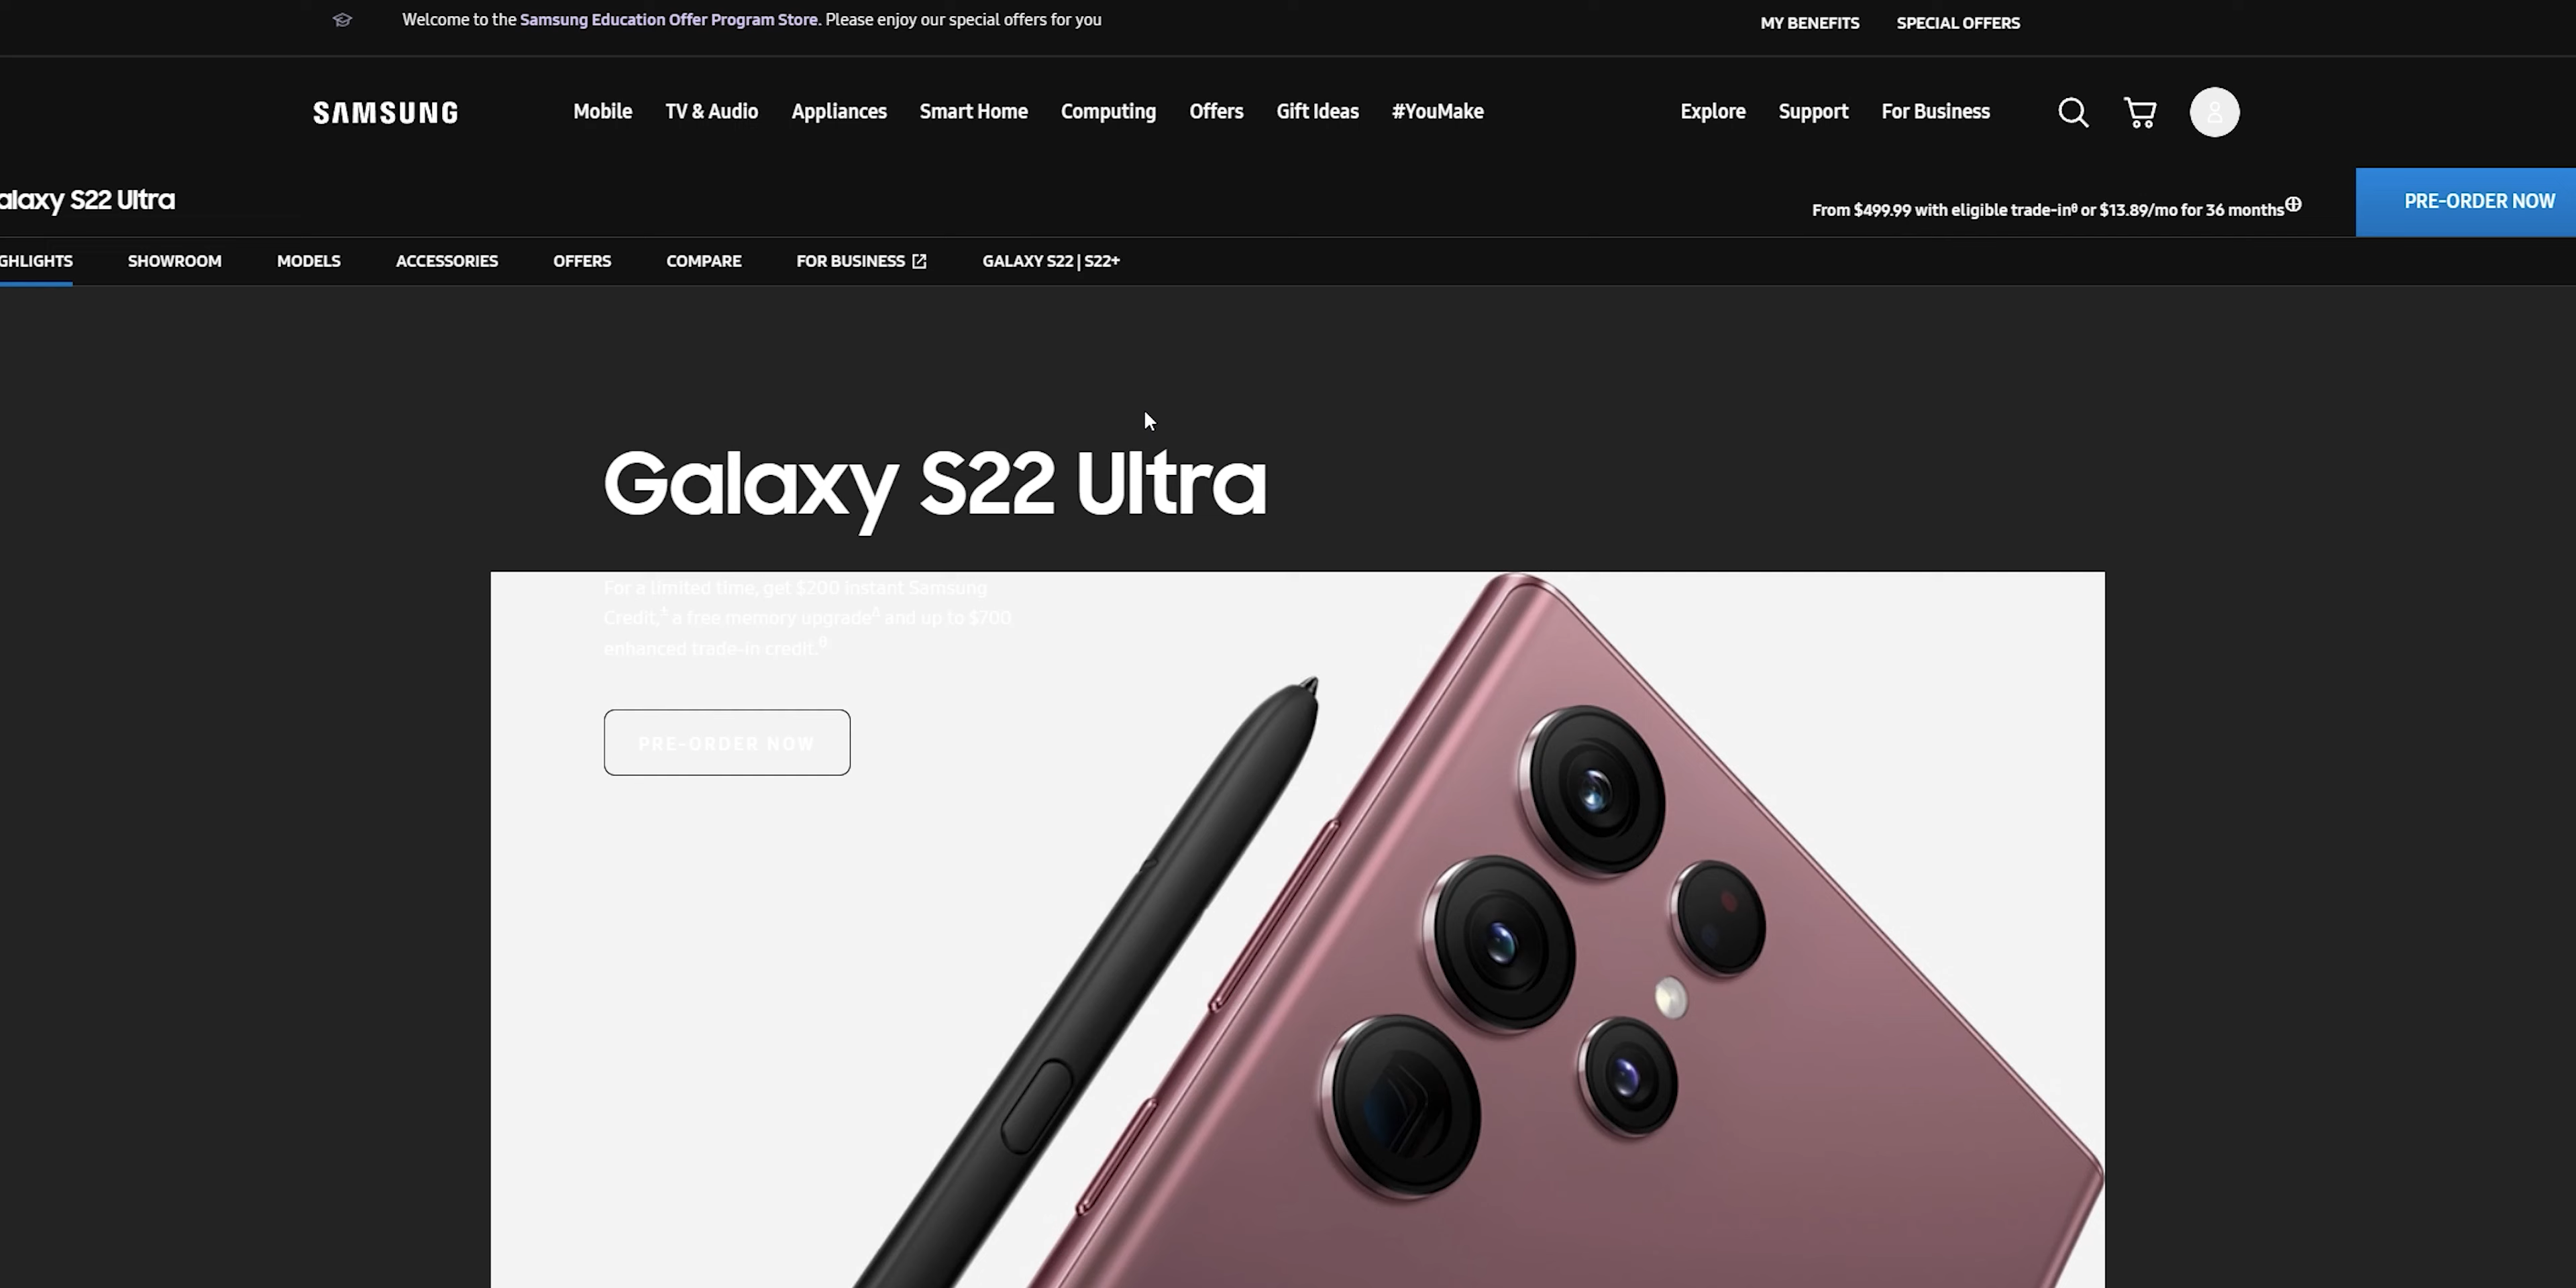 Welcome to the Samsung Education Offer Program Store. Please enjoy our special offers for you
MY BENEFITS SPECIAL OFFERS
SAMSUNG Mobile TV & Audio Appliances Smart Home Computing Offers Gift Ideas #YouMake Explore Support For Business
alaxy S22 Ultra
From $499.99 with eligible trade-inᶿ or $13.89/mo for 36 months PRE-ORDER NOW
GHLIGHTS SHOWROOM MODELS ACCESSORIES OFFERS COMPARE FOR BUSINESS GALAXY S22 | S22+
Galaxy S22 Ultra
For a limited time, get $200 instant Samsung
Credit, a free memory upgrade and up to $700
enhanced trade-in credit.ᶿ
PRE-ORDER NOW